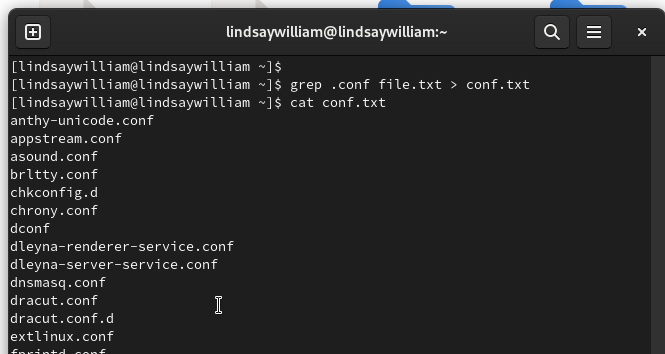 lindsaywilliam@lindsaywilliam:~
[lindsaywilliam@lindsaywilliam ~]$
[lindsaywilliam@lindsaywilliam ~]$ grep .conf file.txt > conf.txt
[lindsaywilliam@lindsaywilliam ~]$ cat conf.txt
anthy-unicode.conf
appstream.conf
asound.conf
brltty.conf
chkconfig.d
chrony.conf
dconf
dleyna-renderer-service.conf
dleyna-server-service.conf
dnsmasq.conf
dracut.conf
dracut.conf.d
extlinux.conf
fprintd.conf